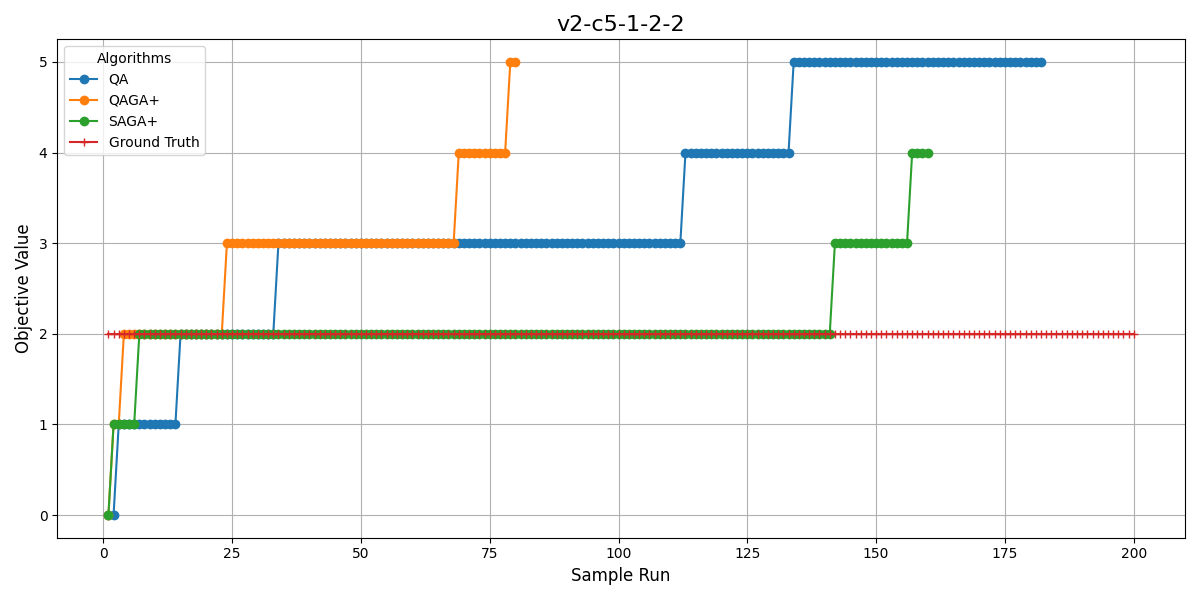 v2-c5-1-2-2
Algorithms
QA
QAGA+
SAGA+
Ground Truth
Objective Value
5
4
3
2
1
0
0 25 50 75 100 125 150 175 200
Sample Run